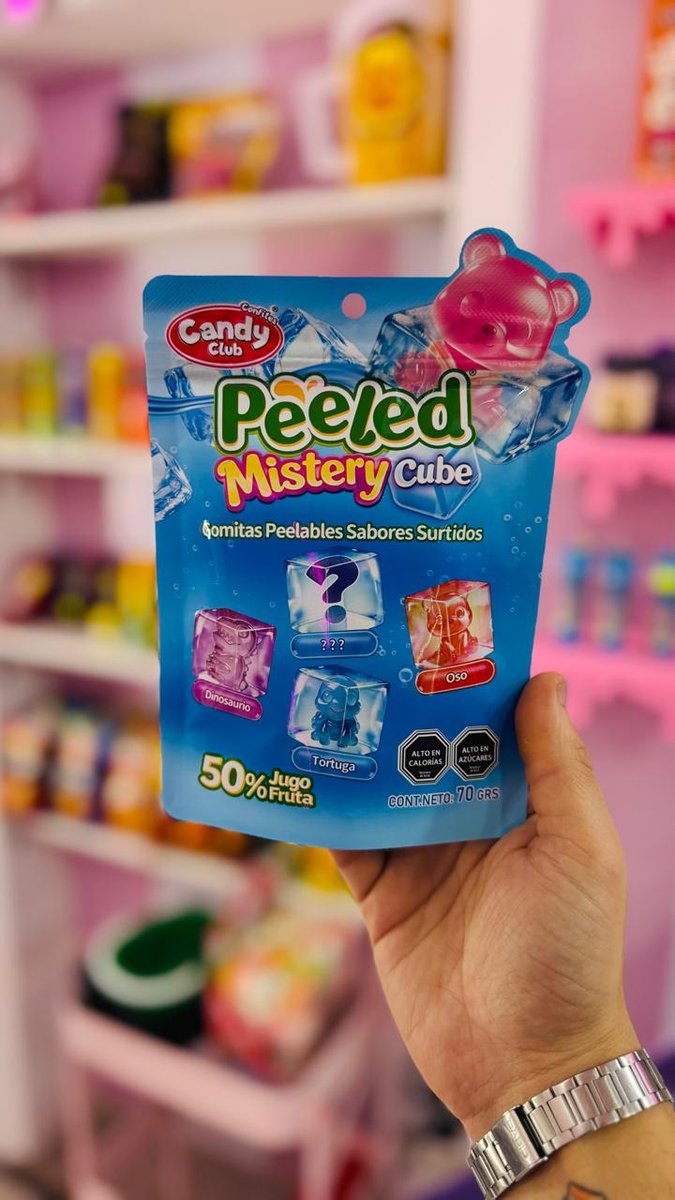 Confites
Candy
Club
Peeled
Mistery Cube
Gomitas Peelables Sabores Surtidos
?
???
Dinosaurio
Oso
Tortuga
ALTO EN
CALORÍAS
ALTO EN
AZÚCARES
50% Jugo
Fruta
CONT.NETO: 70 GRS